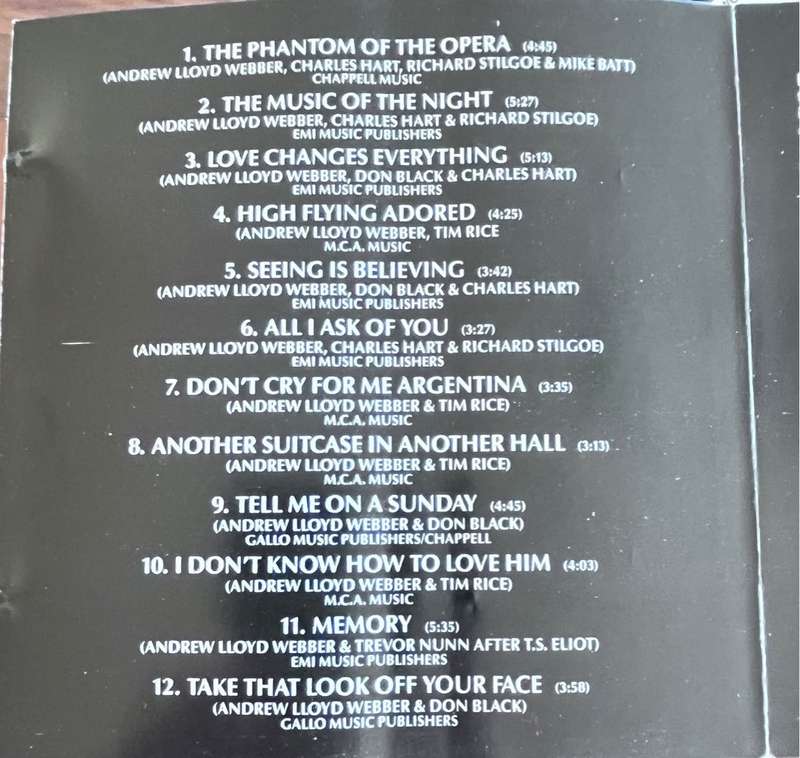 1. THE PHANTOM OF THE OPERA (4:45)
(ANDREW LLOYD WEBBER, CHARLES HART, RICHARD STILGOE & MIKE BATT)
CHAPPELL MUSIC
2. THE MUSIC OF THE NIGHT (5:27)
(ANDREW LLOYD WEBBER, CHARLES HART & RICHARD STILGOE)
EMI MUSIC PUBLISHERS
3. LOVE CHANGES EVERYTHING (5:13)
(ANDREW LLOYD WEBBER, DON BLACK & CHARLES HART)
EMI MUSIC PUBLISHERS
4. HIGH FLYING ADORED (4:25)
(ANDREW LLOYD WEBBER, TIM RICE
M.C.A. MUSIC
5. SEEING IS BELIEVING (3:42)
(ANDREW LLOYD WEBBER, DON BLACK & CHARLES HART)
EMI MUSIC PUBLISHERS
6. ALL I ASK OF YOU (3:27)
(ANDREW LLOYD WEBBER, CHARLES HART & RICHARD STILGOE)
EMI MUSIC PUBLISHERS
7. DON'T CRY FOR ME ARGENTINA (3:35)
(ANDREW LLOYD WEBBER & TIM RICE)
M.C.A. MUSIC
8. ANOTHER SUITCASE IN ANOTHER HALL (3:13)
(ANDREW LLOYD WEBBER & TIM RICE)
M.C.A. MUSIC
9. TELL ME ON A SUNDAY (4:45)
(ANDREW LLOYD WEBBER & DON BLACK)
GALLO MUSIC PUBLISHERS/CHAPPELL
10. I DON'T KNOW HOW TO LOVE HIM (4:03)
(ANDREW LLOYD WEBBER & TIM RICE)
M.C.A. MUSIC
11. MEMORY (5:35)
(ANDREW LLOYD WEBBER & TREVOR NUNN AFTER T.S. ELIOT)
EMI MUSIC PUBLISHERS
12. TAKE THAT LOOK OFF YOUR FACE (3:58)
(ANDREW LLOYD WEBBER & DON BLACK)
GALLO MUSIC PUBLISHERS